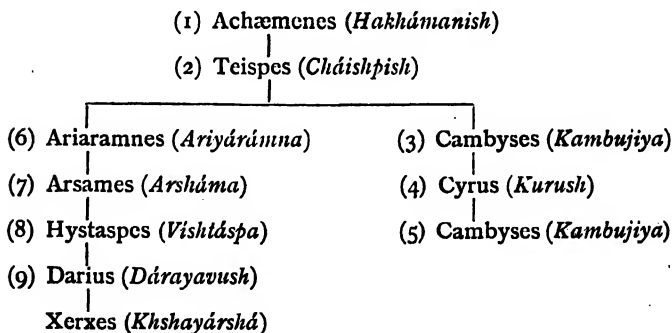 (1) Achæmenes (Hakhámanish)
(2) Teispes (Cháishpish)
(6) Ariaramnes (Ariyárámna) (3) Cambyses (Kambujiya)
(7) Arsames (Arsháma) (4) Cyrus (Kurush)
(8) Hystaspes (Víshtáspa) (5) Cambyses (Kambujiya)
(9) Darius (Dárayavush)
Xerxes (Khshayárshá)